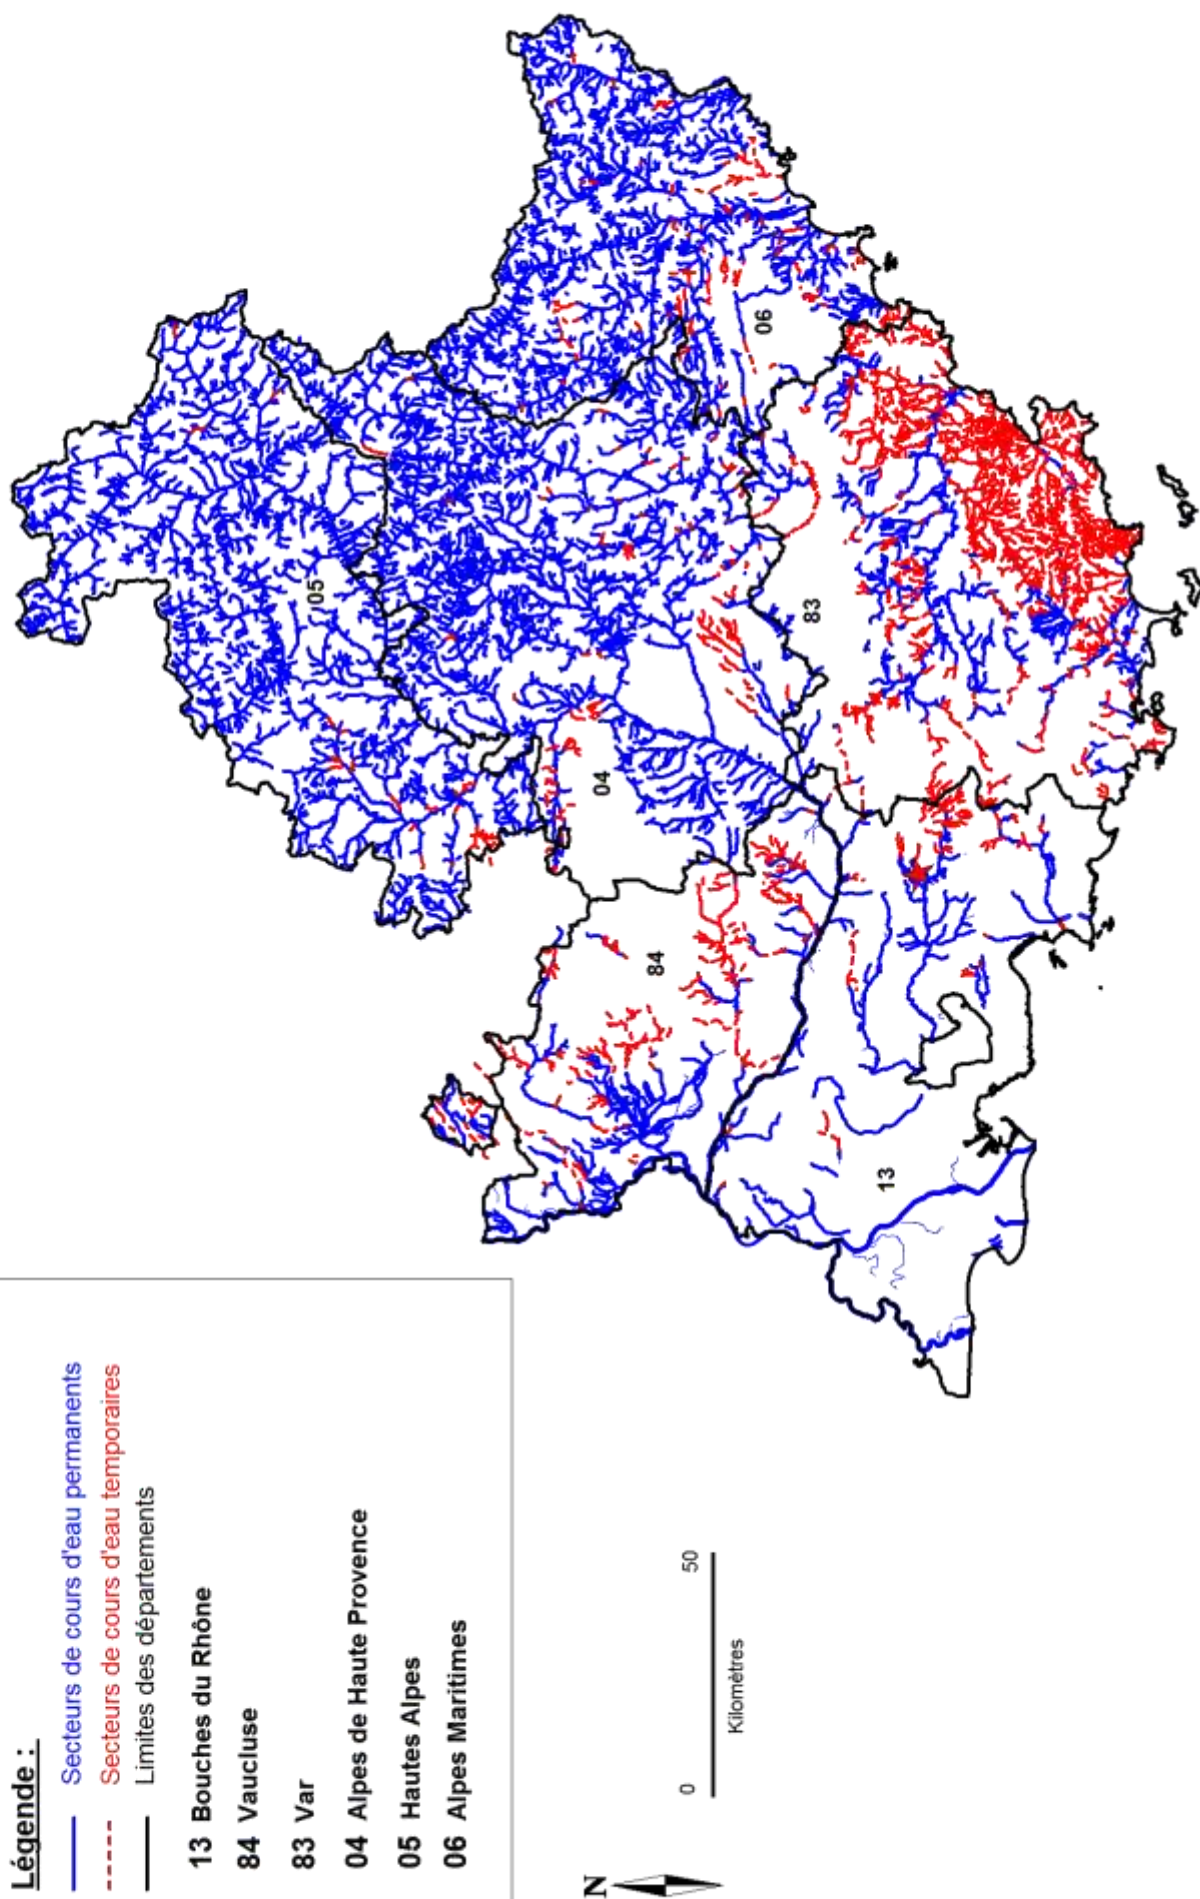 Légende :
Secteurs de cours d'eau permanents
Secteurs de cours d'eau temporaires
Limites des départements
13 Bouches du Rhône
84 Vaucluse
83 Var
04 Alpes de Haute Provence
05 Hautes Alpes
06 Alpes Maritimes
N
0 50
Kilomètres
05
04
84
06
83
13